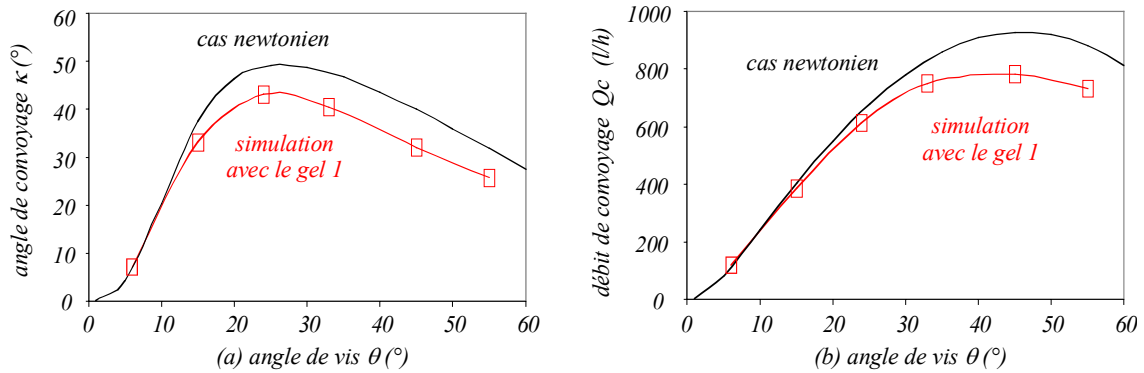 60
50
40
30
20
10
0
angle de convoyage κ (°)
cas newtonien
simulation
avec le gel 1
0 10 20 30 40 50 60
(a) angle de vis θ (°)
1000
800
600
400
200
0
débit de convoyage Qc (l/h)
cas newtonien
simulation
avec le gel 1
0 10 20 30 40 50 60
(b) angle de vis θ (°)